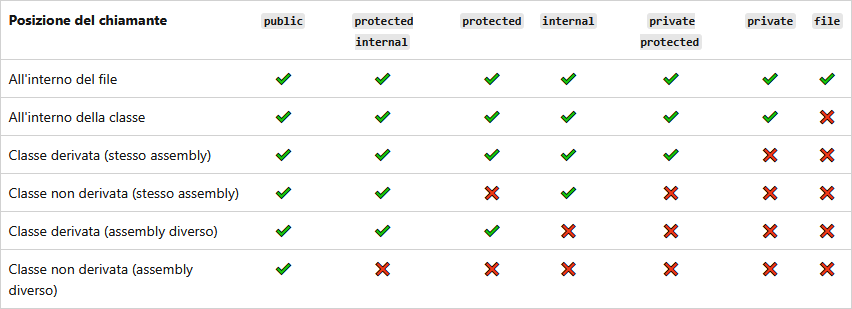 Posizione del chiamante public protected internal protected internal private protected private file
All'interno del file ✔ ✔ ✔ ✔ ✔ ✔ ✔
All'interno della classe ✔ ✔ ✔ ✔ ✔ ✔ ❌
Classe derivata (stesso assembly) ✔ ✔ ✔ ✔ ✔ ❌ ❌
Classe non derivata (stesso assembly) ✔ ✔ ❌ ✔ ❌ ❌ ❌
Classe derivata (assembly diverso) ✔ ✔ ✔ ❌ ❌ ❌ ❌
Classe non derivata (assembly
diverso) ✔ ❌ ❌ ❌ ❌ ❌ ❌